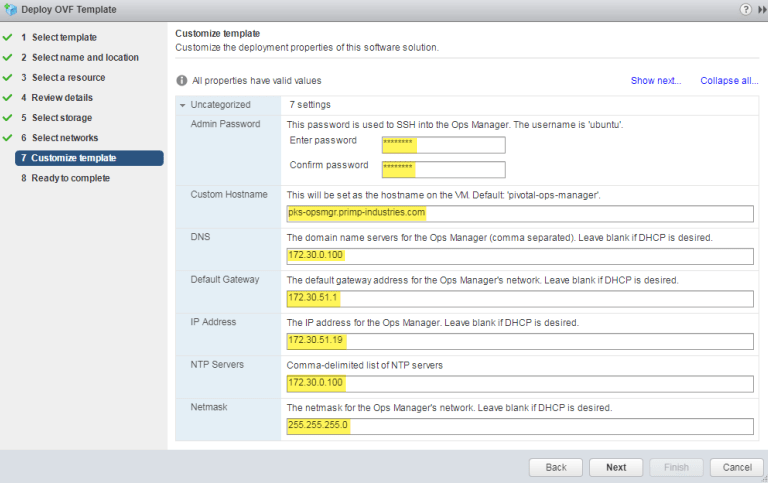 Deploy OVF Template
1 Select template
2 Select name and location
3 Select a resource
4 Review details
5 Select storage
6 Select networks
7 Customize template
8 Ready to complete
Customize template
Customize the deployment properties of this software solution.
All properties have valid values
Show next...
Collapse all...
Uncategorized
7 settings
Admin Password
This password is used to SSH into the Ops Manager. The username is 'ubuntu'.
Enter password
********
Confirm password
********
Custom Hostname
This will be set as the hostname on the VM. Default: 'pivotal-ops-manager'.
pks-opsmgr.primp-industries.com
DNS
The domain name servers for the Ops Manager (comma separated). Leave blank if DHCP is desired.
172.30.0.100
Default Gateway
The default gateway address for the Ops Manager's network. Leave blank if DHCP is desired.
172.30.51.1
IP Address
The IP address for the Ops Manager. Leave blank if DHCP is desired.
172.30.51.19
NTP Servers
Comma-delimited list of NTP servers
172.30.0.100
Netmask
The netmask for the Ops Manager's network. Leave blank if DHCP is desired.
255.255.255.0
Back
Next
Finish
Cancel